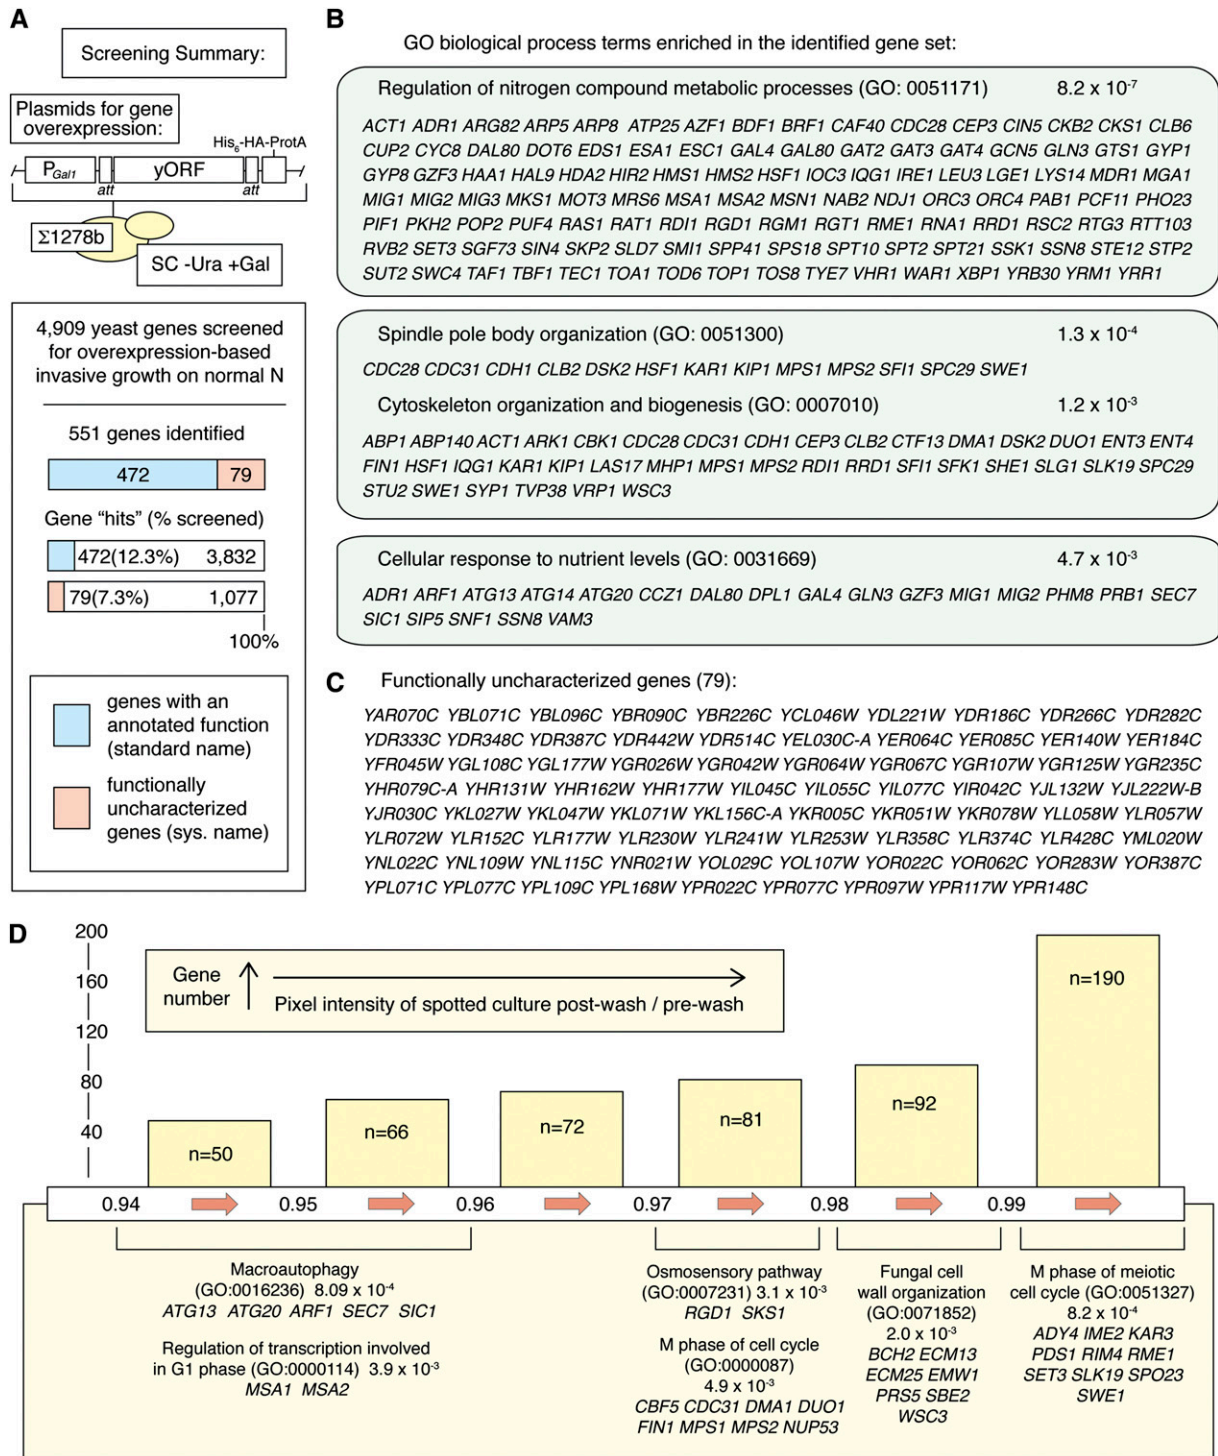 A
Screening Summary:
Plasmids for gene
overexpression:
His6-HA-ProtA
PGal1
yORF
att
att
Σ1278b
SC -Ura +Gal
4,909 yeast genes screened
for overexpression-based
invasive growth on normal N
551 genes identified
472 79
Gene “hits” (% screened)
472(12.3%) 3,832
79(7.3%) 1,077
100%
genes with an
annotated function
(standard name)
functionally
uncharacterized
genes (sys. name)
B
GO biological process terms enriched in the identified gene set:
Regulation of nitrogen compound metabolic processes (GO: 0051171) 8.2 x 10-7
ACT1 ADR1 ARG82 ARP5 ARP8 ATP25 AZF1 BDF1 BRF1 CAF40 CDC28 CEP3 CIN5 CKB2 CKS1 CLB6
CUP2 CYC8 DAL80 DOT6 EDS1 ESA1 ESC1 GAL4 GAL80 GAT2 GAT3 GAT4 GCN5 GLN3 GTS1 GYP1
GYP8 GZF3 HAA1 HAL9 HDA2 HIR2 HMS1 HMS2 HSF1 IOC3 IQG1 IRE1 LEU3 LGE1 LYS14 MDR1 MGA1
MIG1 MIG2 MIG3 MKS1 MOT3 MRS6 MSA1 MSA2 MSN1 NAB2 NDJ1 ORC3 ORC4 PAB1 PCF11 PHO23
PIF1 PKH2 POP2 PUF4 RAS1 RAT1 RDI1 RGD1 RGM1 RGT1 RME1 RNA1 RRD1 RSC2 RTG3 RTT103
RVB2 SET3 SGF73 SIN4 SKP2 SLD7 SMI1 SPP41 SPS18 SPT10 SPT2 SPT21 SSK1 SSN8 STE12 STP2
SUT2 SWC4 TAF1 TBF1 TEC1 TOA1 TOD6 TOP1 TOS8 TYE7 VHR1 WAR1 XBP1 YRB30 YRM1 YRR1
Spindle pole body organization (GO: 0051300) 1.3 x 10-4
CDC28 CDC31 CDH1 CLB2 DSK2 HSF1 KAR1 KIP1 MPS1 MPS2 SFI1 SPC29 SWE1
Cytoskeleton organization and biogenesis (GO: 0007010) 1.2 x 10-3
ABP1 ABP140 ACT1 ARK1 CBK1 CDC28 CDC31 CDH1 CEP3 CLB2 CTF13 DMA1 DSK2 DUO1 ENT3 ENT4
FIN1 HSF1 IQG1 KAR1 KIP1 LAS17 MHP1 MPS1 MPS2 RDI1 RRD1 SFI1 SFK1 SHE1 SLG1 SLK19 SPC29
STU2 SWE1 SYP1 TVP38 VRP1 WSC3
Cellular response to nutrient levels (GO: 0031669) 4.7 x 10-3
ADR1 ARF1 ATG13 ATG14 ATG20 CCZ1 DAL80 DPL1 GAL4 GLN3 GZF3 MIG1 MIG2 PHM8 PRB1 SEC7
SIC1 SIP5 SNF1 SSN8 VAM3
C
Functionally uncharacterized genes (79):
YAR070C YBL071C YBL096C YBR090C YBR226C YCL046W YDL221W YDR186C YDR266C YDR282C
YDR333C YDR348C YDR387C YDR442W YDR514C YEL030C-A YER064C YER085C YER140W YER184C
YFR045W YGL108C YGL177W YGR026W YGR042W YGR064W YGR067C YGR107W YGR125W YGR235C
YHR079C-A YHR131W YHR162W YHR177W YIL045C YIL055C YIL077C YIR042C YJL132W YJL222W-B
YJR030C YKL027W YKL047W YKL071W YKL156C-A YKR005C YKR051W YKR078W YLL058W YLR057W
YLR072W YLR152C YLR177W YLR230W YLR241W YLR253W YLR358C YLR374C YLR428C YML020W
YNL022C YNL109W YNL115C YNR021W YOL029C YOL107W YOR022C YOR062C YOR283W YOR387C
YPL071C YPL077C YPL109C YPL168W YPR022C YPR077C YPR097W YPR117W YPR148C
D
200
160
120
80
40
Gene
number
Pixel intensity of spotted culture post-wash / pre-wash
n=50
n=66
n=72
n=81
n=92
n=190
0.94 0.95 0.96 0.97 0.98 0.99
Macroautophagy
(GO:0016236) 8.09 x 10-4
ATG13 ATG20 ARF1 SEC7 SIC1
Regulation of transcription involved
in G1 phase (GO:0000114) 3.9 x 10-3
MSA1 MSA2
Osmosensory pathway
(GO:0007231) 3.1 x 10-3
RGD1 SKS1
M phase of cell cycle
(GO:0000087)
4.9 x 10-3
CBF5 CDC31 DMA1 DUO1
FIN1 MPS1 MPS2 NUP53
Fungal cell
wall organization
(GO:0071852)
2.0 x 10-3
BCH2 ECM13
ECM25 EMW1
PRS5 SBE2
WSC3
M phase of meiotic
cell cycle (GO:0051327)
8.2 x 10-4
ADY4 IME2 KAR3
PDS1 RIM4 RME1
SET3 SLK19 SPO23
SWE1